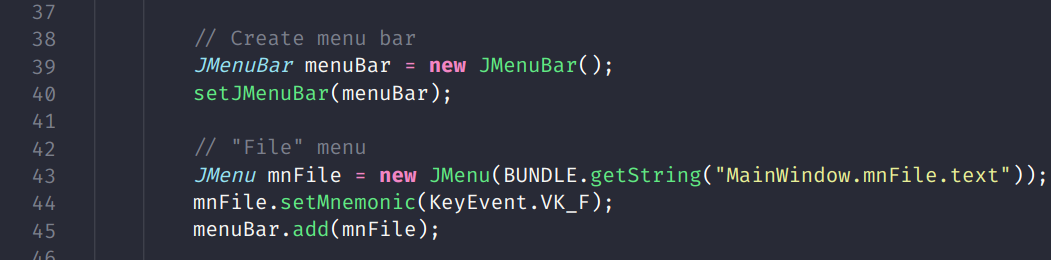 37
38 // Create menu bar
39 JMenuBar menuBar = new JMenuBar();
40 setJMenuBar(menuBar);
41
42 // "File" menu
43 JMenu mnFile = new JMenu(BUNDLE.getString("MainWindow.mnFile.text"));
44 mnFile.setMnemonic(KeyEvent.VK_F);
45 menuBar.add(mnFile);
46